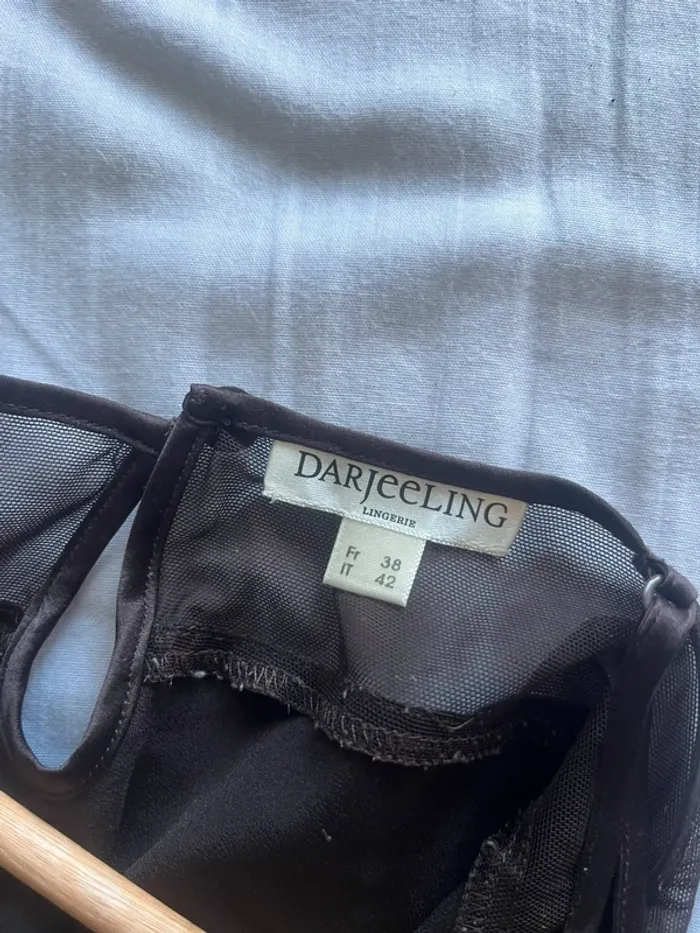 DARJEELING
LINGERIE
Fr 38
IT 42